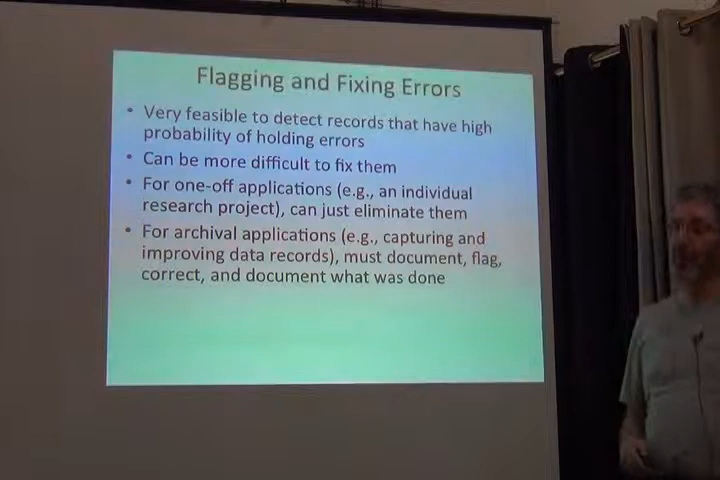 Flagging and Fixing Errors
• Very feasible to detect records that have high
probability of holding errors
• Can be more difficult to fix them
• For one-off applications (e.g., an individual
research project), can just eliminate them
• For archival applications (e.g., capturing and
improving data records), must document, flag,
correct, and document what was done